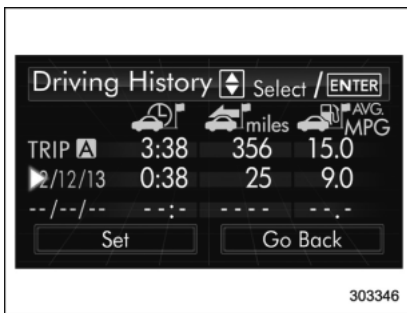 Driving History Select / ENTER
miles AVG. MPG
TRIP A 3:38 356 15.0
2/12/13 0:38 25 9.0
--/--/-- --:- ---- --.-
Set Go Back
303346